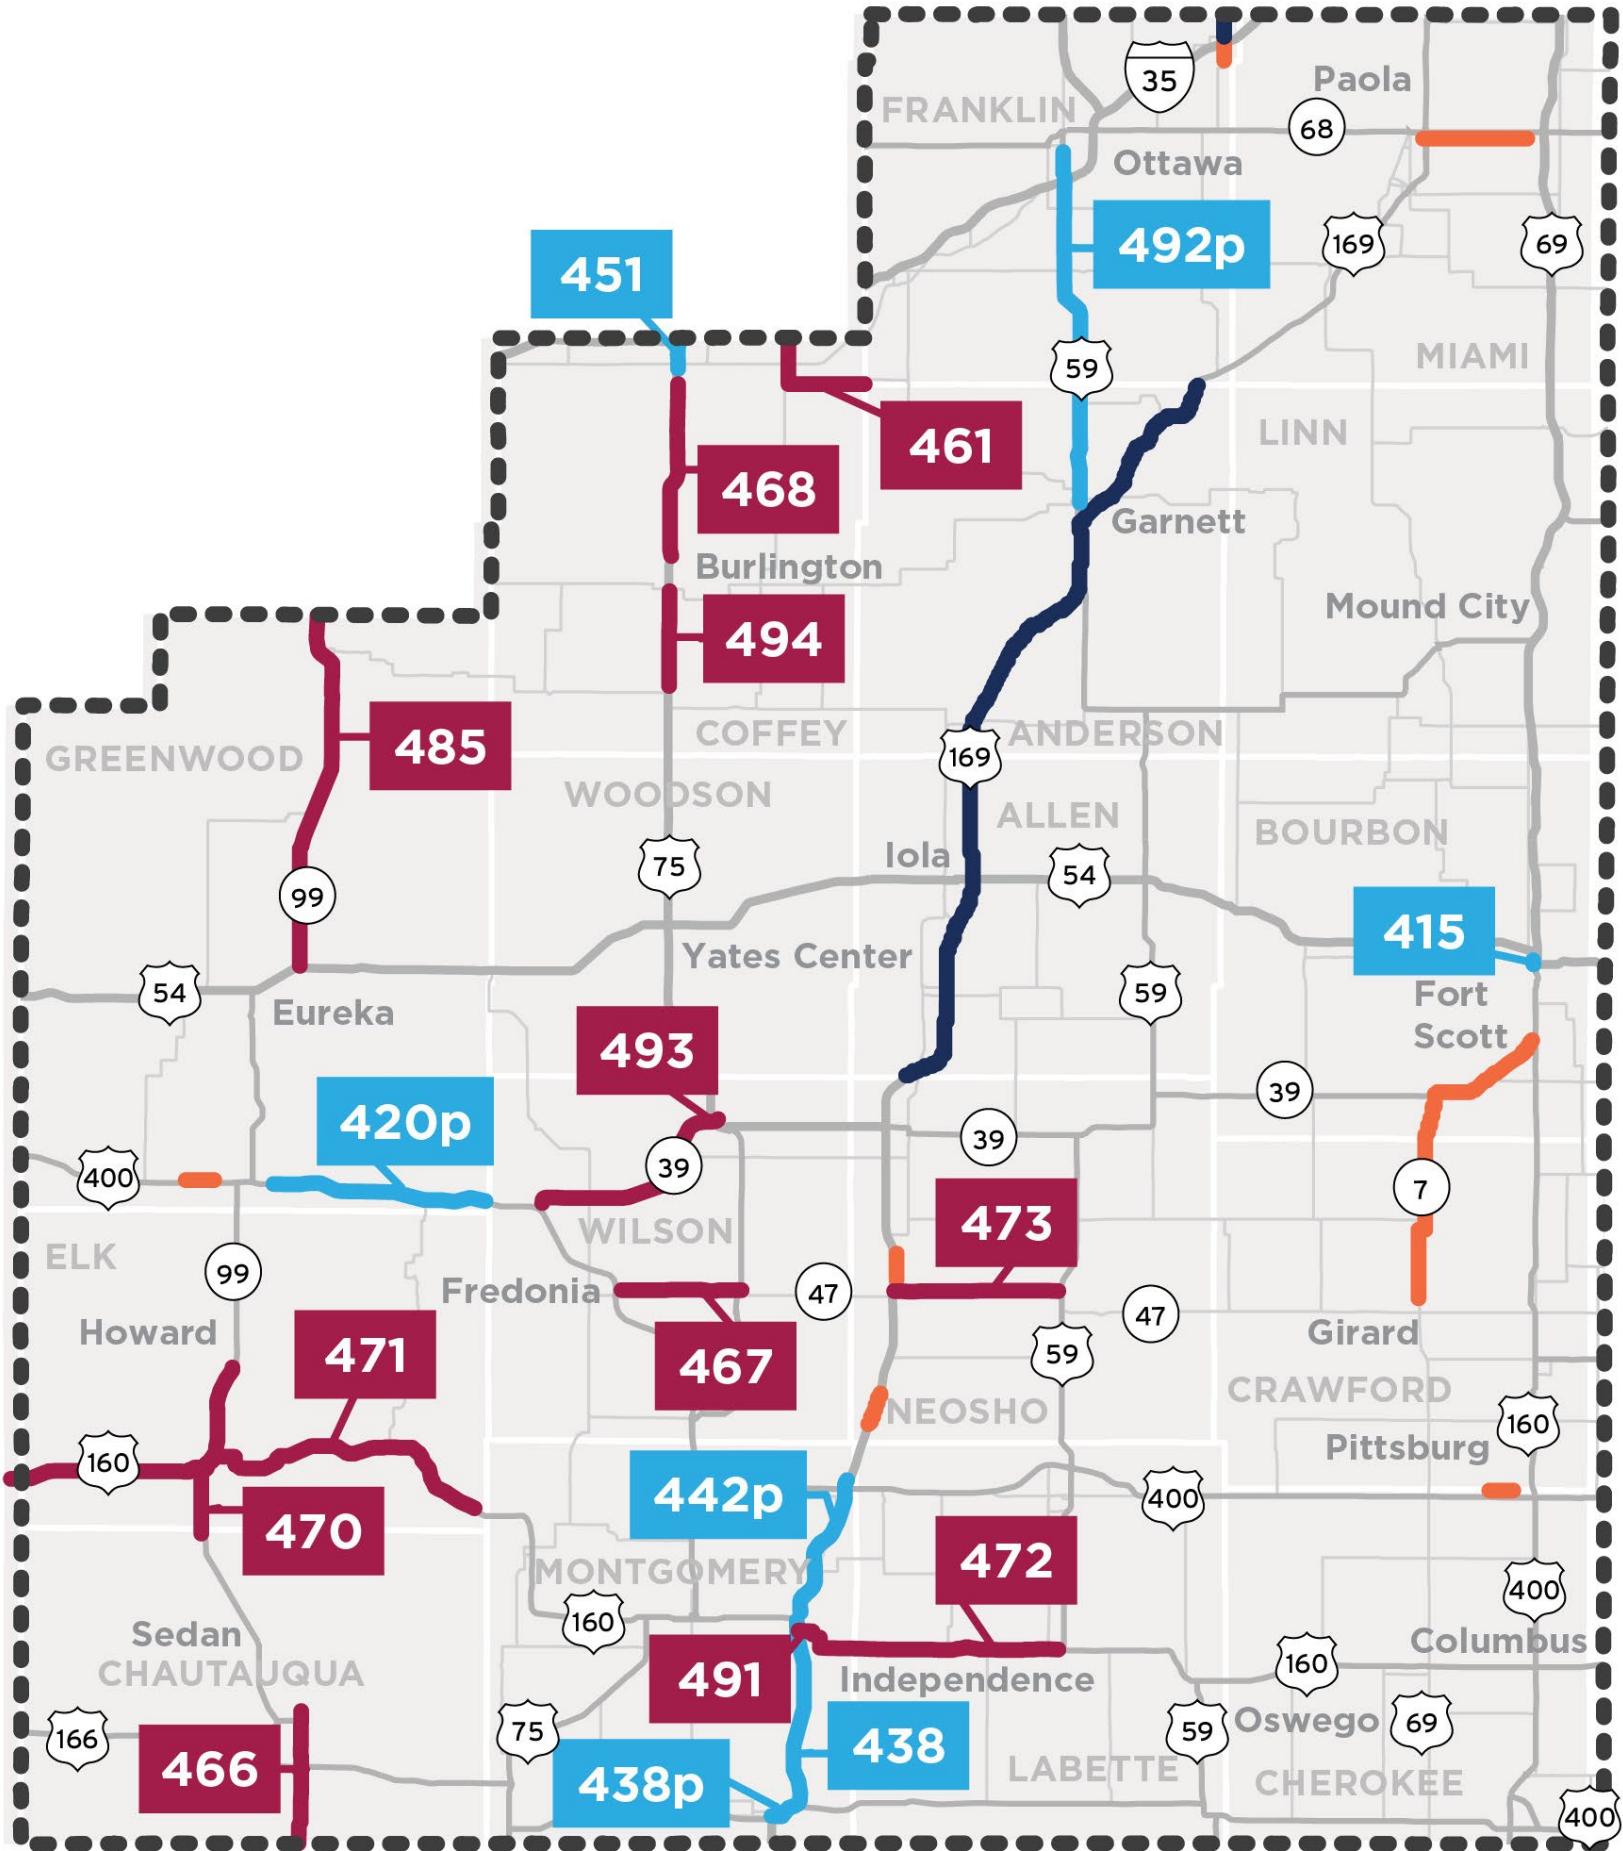 35
Paola
FRANKLIN
68
Ottawa
492p
169
69
451
MIAMI
59
461
LINN
468
Garnett
Burlington
Mound City
494
485
COFFEY
ANDERSON
GREENWOOD
169
WOODSON
ALLEN
BOURBON
Iola
75
54
99
415
Yates Center
54
59
Fort
Scott
Eureka
493
39
420p
39
39
400
7
473
WILSON
ELK
99
Fredonia
47
47
Howard
Girard
471
59
467
CRAWFORD
NEOSHO
160
Pittsburg
160
442p
400
470
472
MONTGOMERY
400
160
Sedan
Columbus
160
CHAUTAUQUA
491
Independence
166
75
59
Oswego
69
438
466
438p
LABETTE
CHEROKEE
400